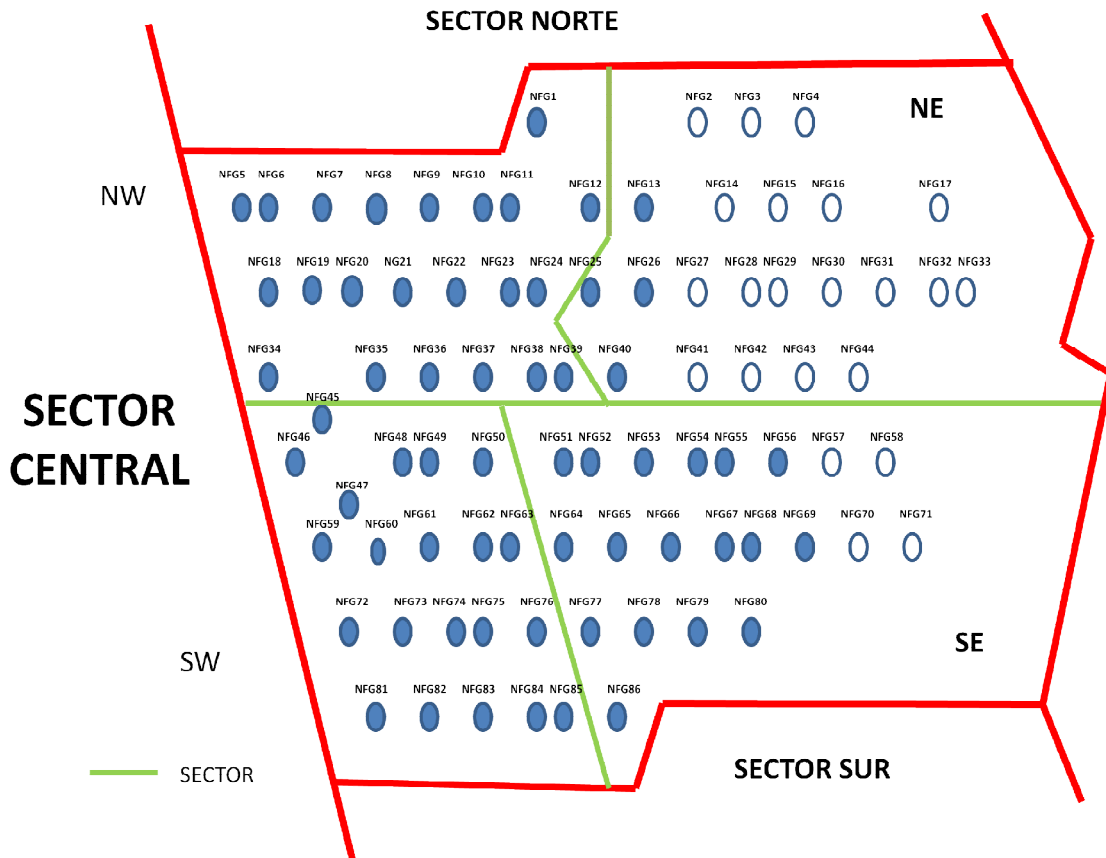 SECTOR NORTE
NFG1
NFG2
NFG3
NFG4
NE
NW
NFG5
NFG6
NFG7
NFG8
NFG9
NFG10
NFG11
NFG12
NFG13
NFG14
NFG15
NFG16
NFG17
NFG18
NFG19
NFG20
NG21
NFG22
NFG23
NFG24
NFG25
NFG26
NFG27
NFG28
NFG29
NFG30
NFG31
NFG32
NFG33
NFG34
NFG35
NFG36
NFG37
NFG38
NFG39
NFG40
NFG41
NFG42
NFG43
NFG44
SECTOR
CENTRAL
NFG45
NFG46
NFG48
NFG49
NFG50
NFG51
NFG52
NFG53
NFG54
NFG55
NFG56
NFG57
NFG58
NFG47
NFG59
NFG60
NFG61
NFG62
NFG63
NFG64
NFG65
NFG66
NFG67
NFG68
NFG69
NFG70
NFG71
NFG72
NFG73
NFG74
NFG75
NFG76
NFG77
NFG78
NFG79
NFG80
SW
SE
NFG81
NFG82
NFG83
NFG84
NFG85
NFG86
SECTOR
SECTOR SUR